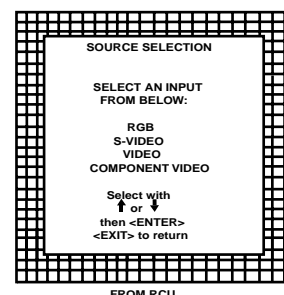 SOURCE SELECTION
SELECT AN INPUT
FROM BELOW:
RGB
S-VIDEO
VIDEO
COMPONENT VIDEO
Select with
⬆ or ⬇
then <ENTER>
<EXIT> to return
FROM RCU